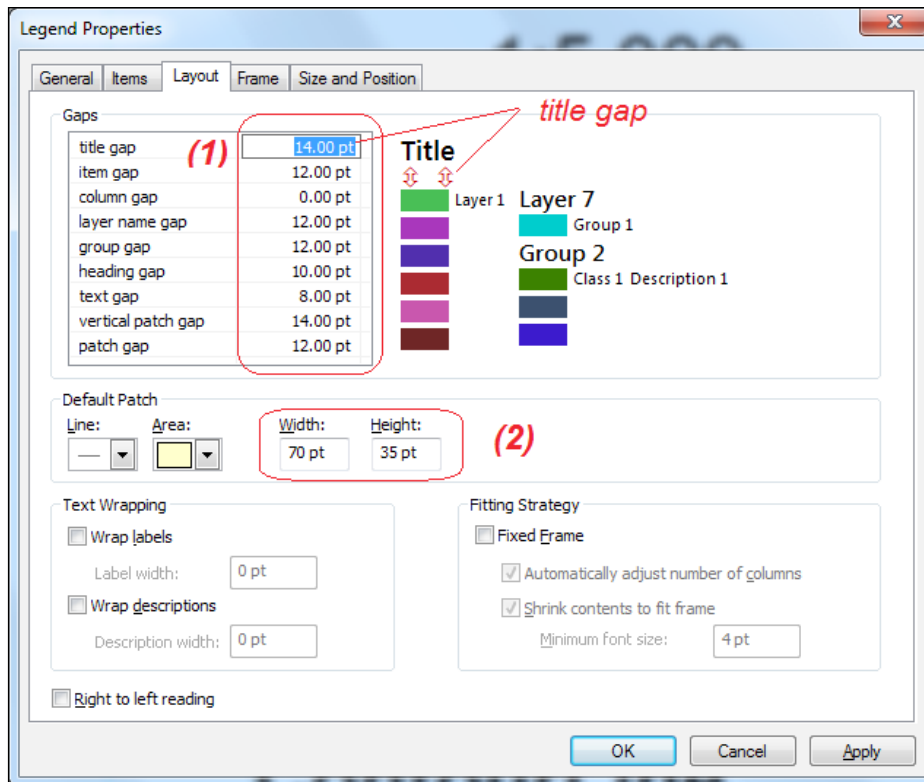 1:5 000
Legend Properties
General Items Layout Frame Size and Position
Gaps
title gap
(1)
title gap 14.00 pt
item gap 12.00 pt
column gap 0.00 pt
layer name gap 12.00 pt
group gap 12.00 pt
heading gap 10.00 pt
text gap 8.00 pt
vertical patch gap 14.00 pt
patch gap 12.00 pt
Title
Layer 1
Layer 7
Group 1
Group 2
Class 1 Description 1
Default Patch
Line: Area: Width: Height:
70 pt 35 pt
(2)
Text Wrapping
Wrap labels
Label width: 0 pt
Wrap descriptions
Description width: 0 pt
Fitting Strategy
Fixed Frame
Automatically adjust number of columns
Shrink contents to fit frame
Minimum font size: 4 pt
Right to left reading
OK Cancel Apply